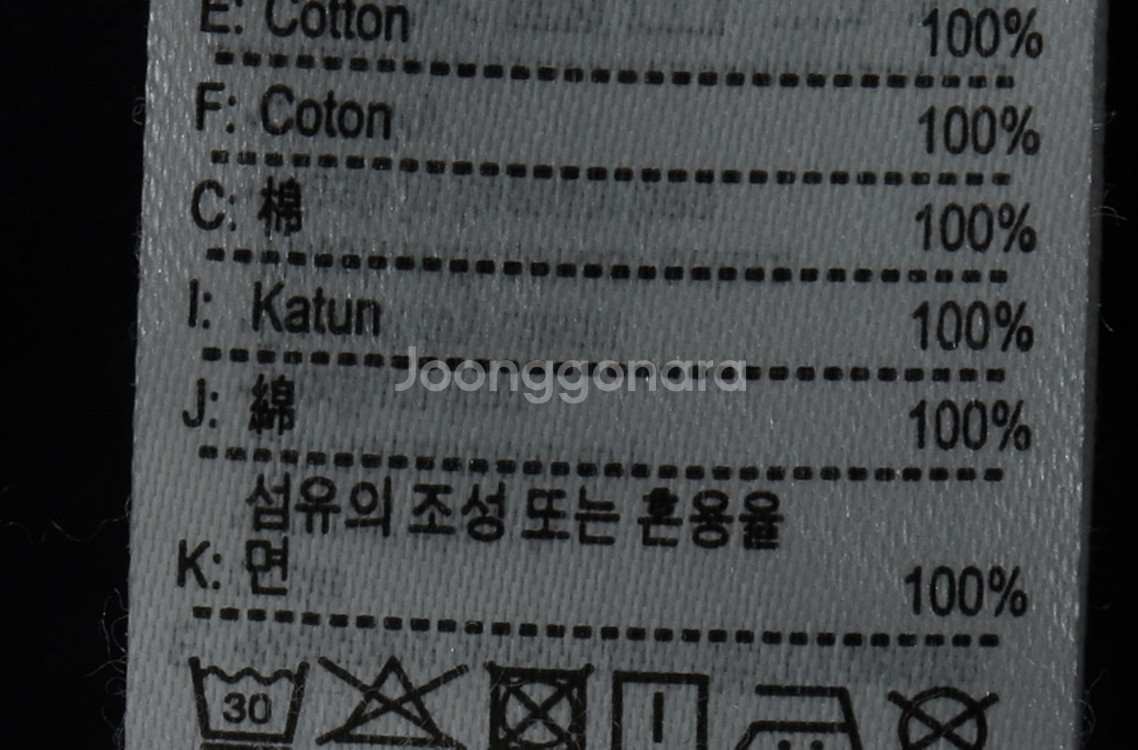 E: Cotton 100%
F: Coton 100%
C: 棉 100%
I: Katun 100%
Joonggonara
J: 綿 100%
섬유의 조성 또는 혼용율
K: 면 100%
30